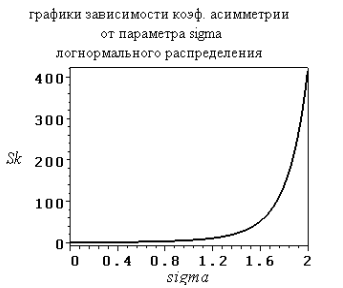 графики зависимости коэф. асимметрии
от параметра sigma
логнормального распределения
400
300
Sk
200
100
0
0 0.4 0.8 1.2 1.6 2
sigma